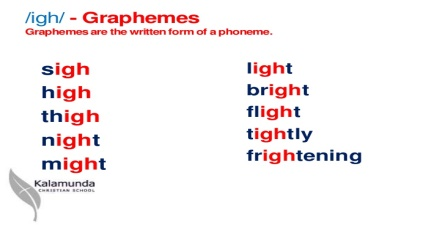 /igh/ - Graphemes
Graphemes are the written form of a phoneme.
sigh
high
thigh
night
might
light
bright
flight
tightly
frightening
Kalamunda
CHRISTIAN SCHOOL